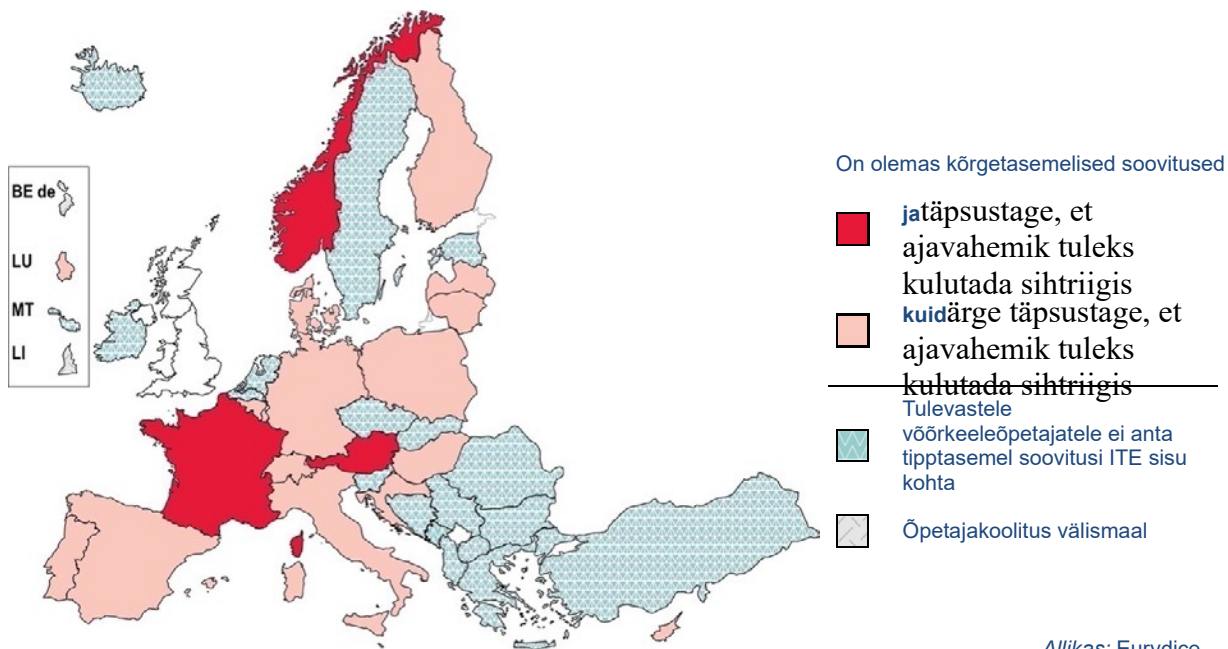 BE de
LU
MT
LI
On olemas kõrgetasemelised soovitused
jatäpsustage, et
ajavahemik tuleks
kulutada sihtriigis
kuidärge täpsustage, et
ajavahemik tuleks
kulutada sihtriigis
Tulevastele
võõrkeeleõpetajatele ei anta
tipptasemel soovitusi ITE sisu
kohta
Õpetajakoolitus välismaal
Allikas: Eurydice